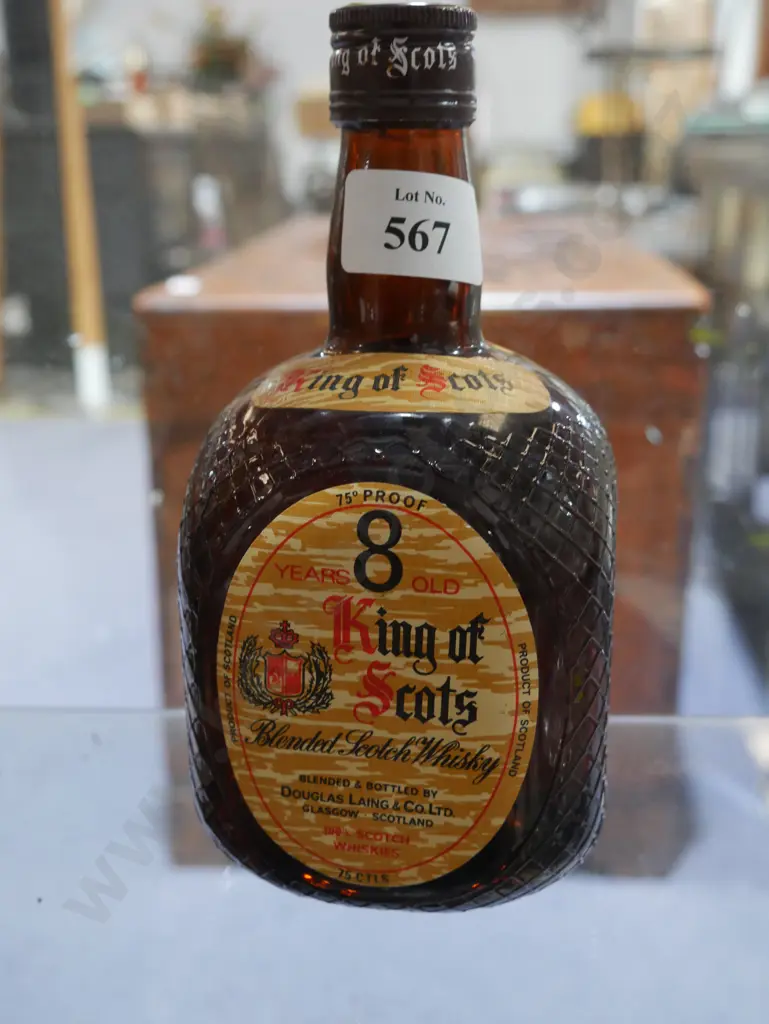 ng of Scots
Lot No.
567
King of Scots
75° PROOF
8
YEARS OLD
King of
Scots
PRODUCT OF SCOTLAND
PRODUCT OF SCOTLAND
Blended Scotch Whisky
BLENDED & BOTTLED BY
DOUGLAS LAING & CO. LTD.
GLASGOW · SCOTLAND
SCOTCH
WHISKIES
75 CTLS
www.